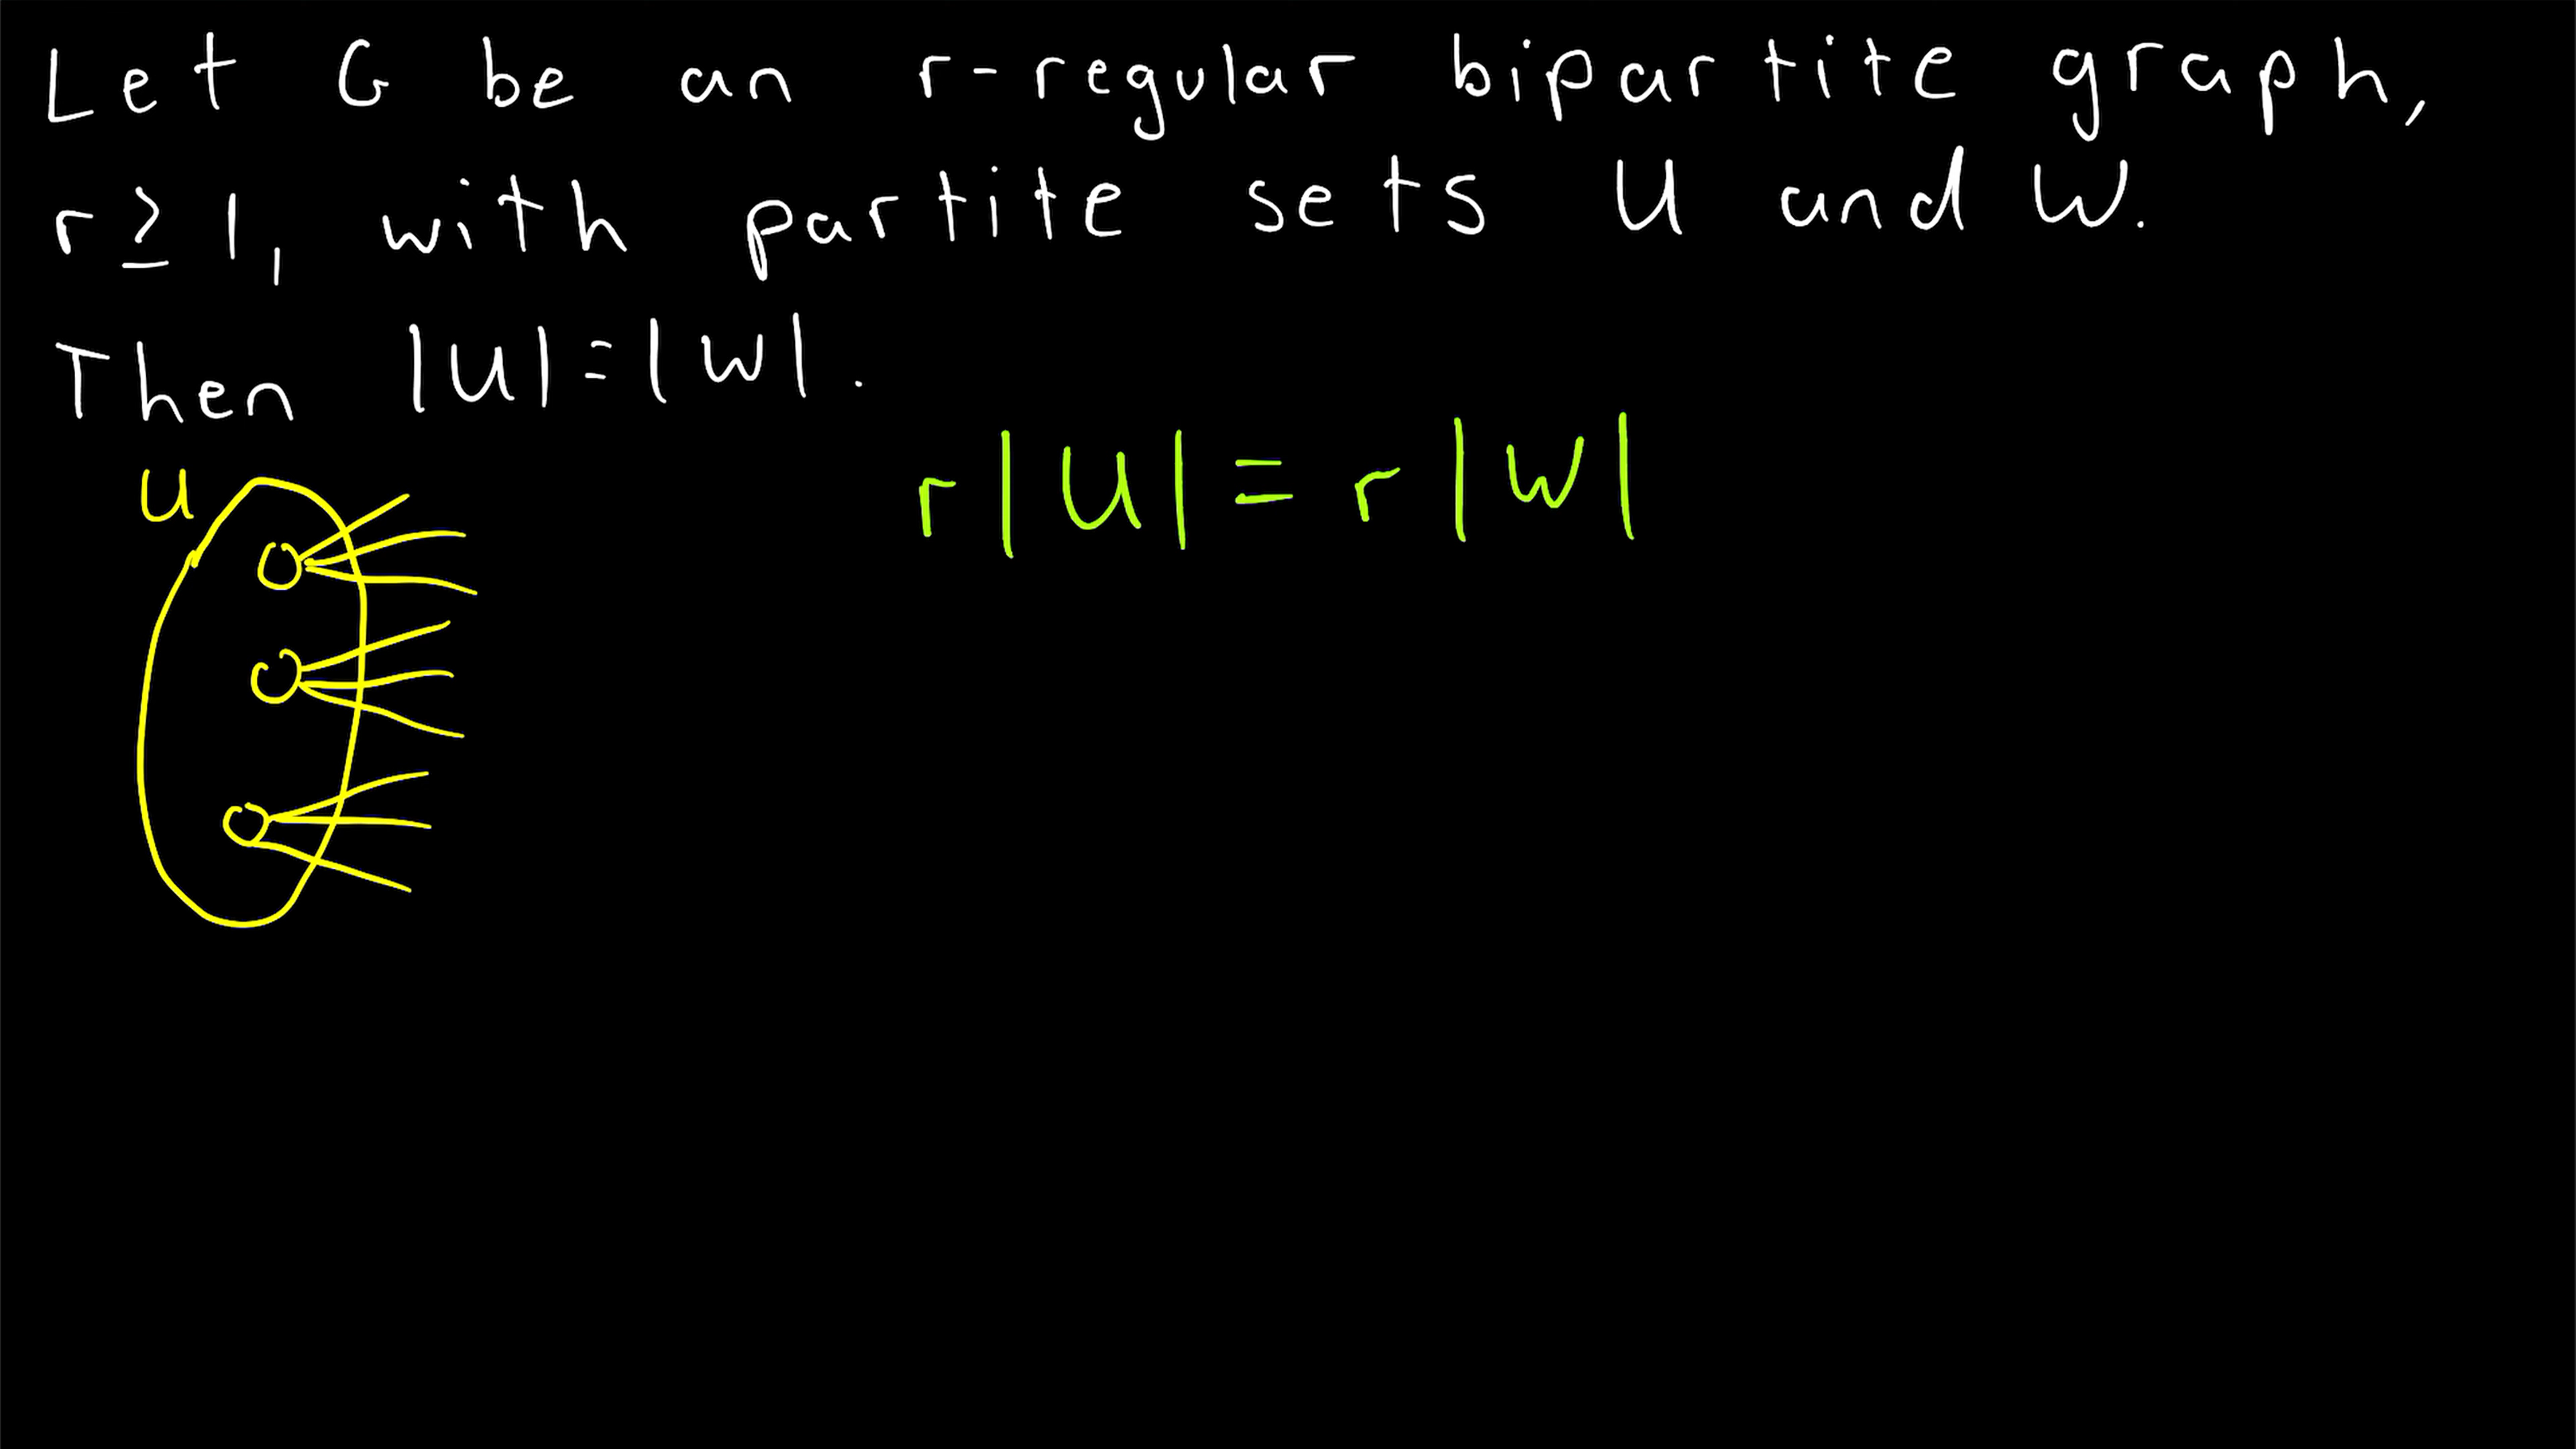 Let G be an r-regular bipartite graph,
r ≥ 1, with partite sets U and W.
Then |U| = |W|.
r|U| = r|W|
U